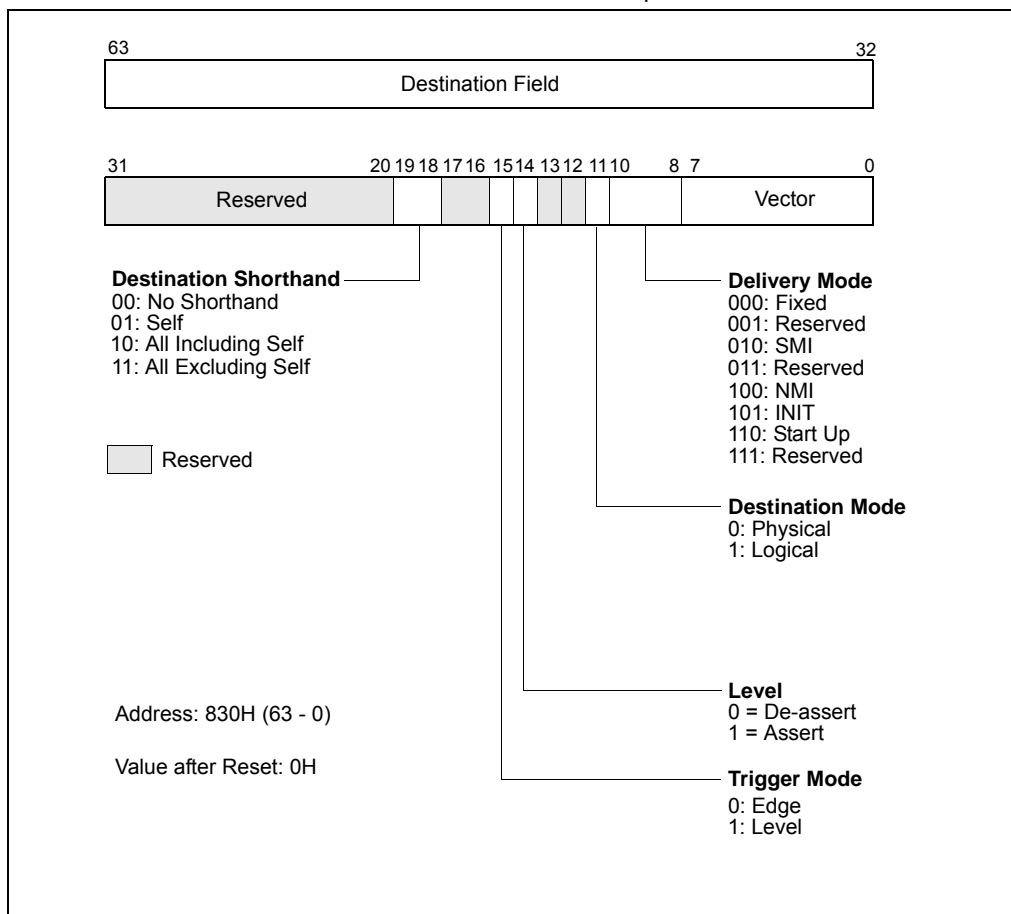 63 32
Destination Field
31 20 19 18 17 16 15 14 13 12 11 10 8 7 0
Reserved Vector
Destination Shorthand
00: No Shorthand
01: Self
10: All Including Self
11: All Excluding Self
Reserved
Delivery Mode
000: Fixed
001: Reserved
010: SMI
011: Reserved
100: NMI
101: INIT
110: Start Up
111: Reserved
Destination Mode
0: Physical
1: Logical
Level
0 = De-assert
1 = Assert
Address: 830H (63 - 0)
Value after Reset: 0H
Trigger Mode
0: Edge
1: Level